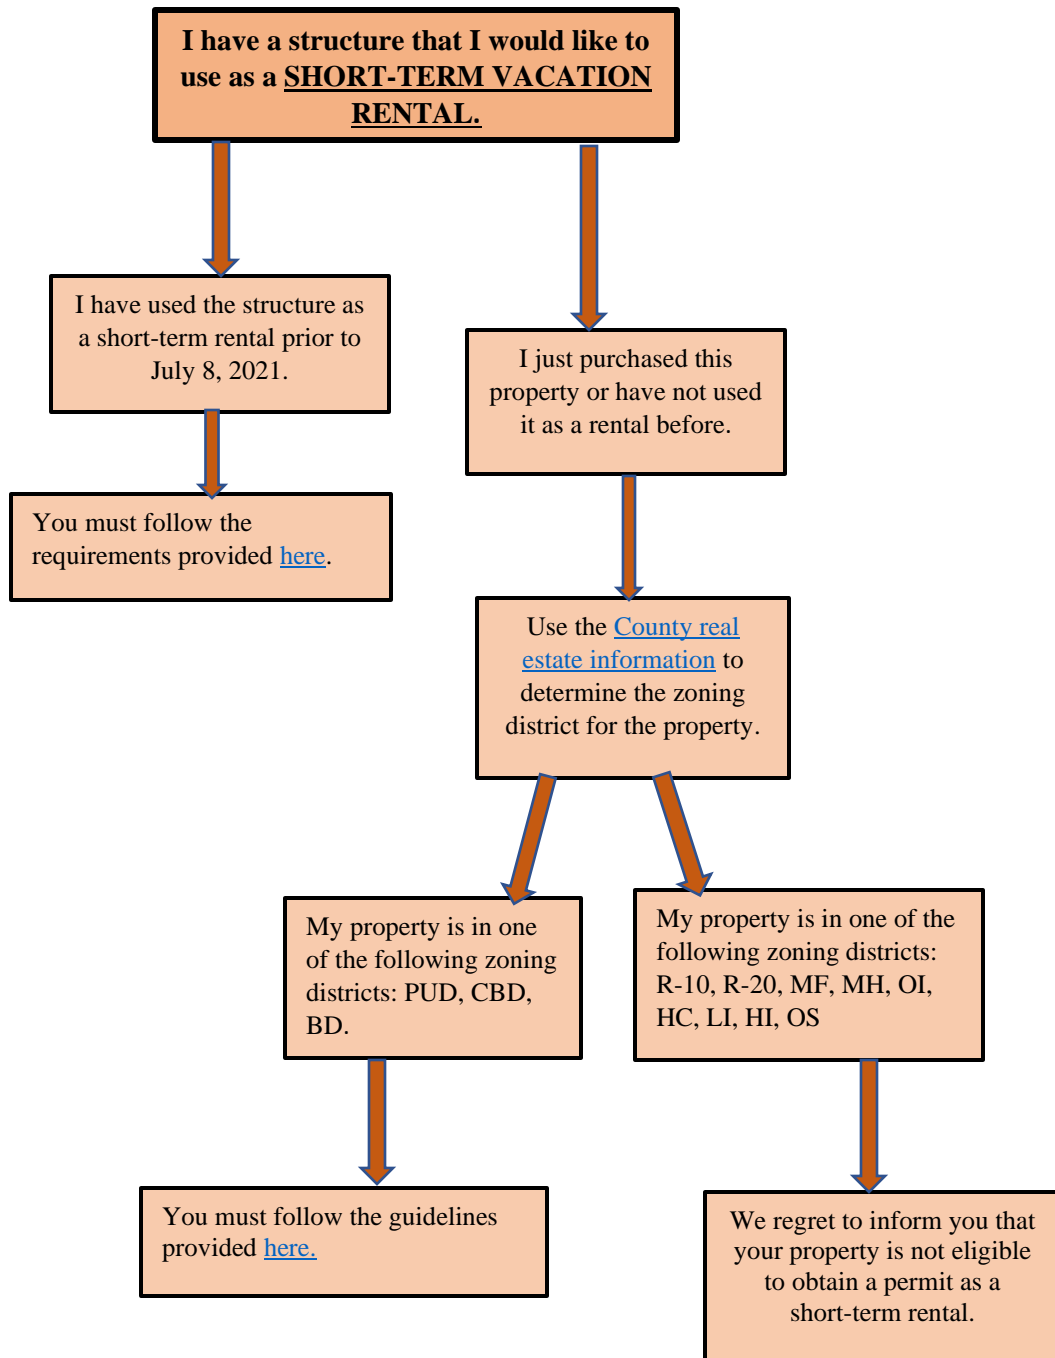 I have a structure that I would like to
use as a SHORT-TERM VACATION
RENTAL.
I have used the structure as
a short-term rental prior to
July 8, 2021.
I just purchased this
property or have not used
it as a rental before.
You must follow the
requirements provided here.
Use the County real
estate information to
determine the zoning
district for the property.
My property is in one
of the following zoning
districts: PUD, CBD,
BD.
My property is in one of the
following zoning districts:
R-10, R-20, MF, MH, OI,
HC, LI, HI, OS
You must follow the guidelines
provided here.
We regret to inform you that
your property is not eligible
to obtain a permit as a
short-term rental.